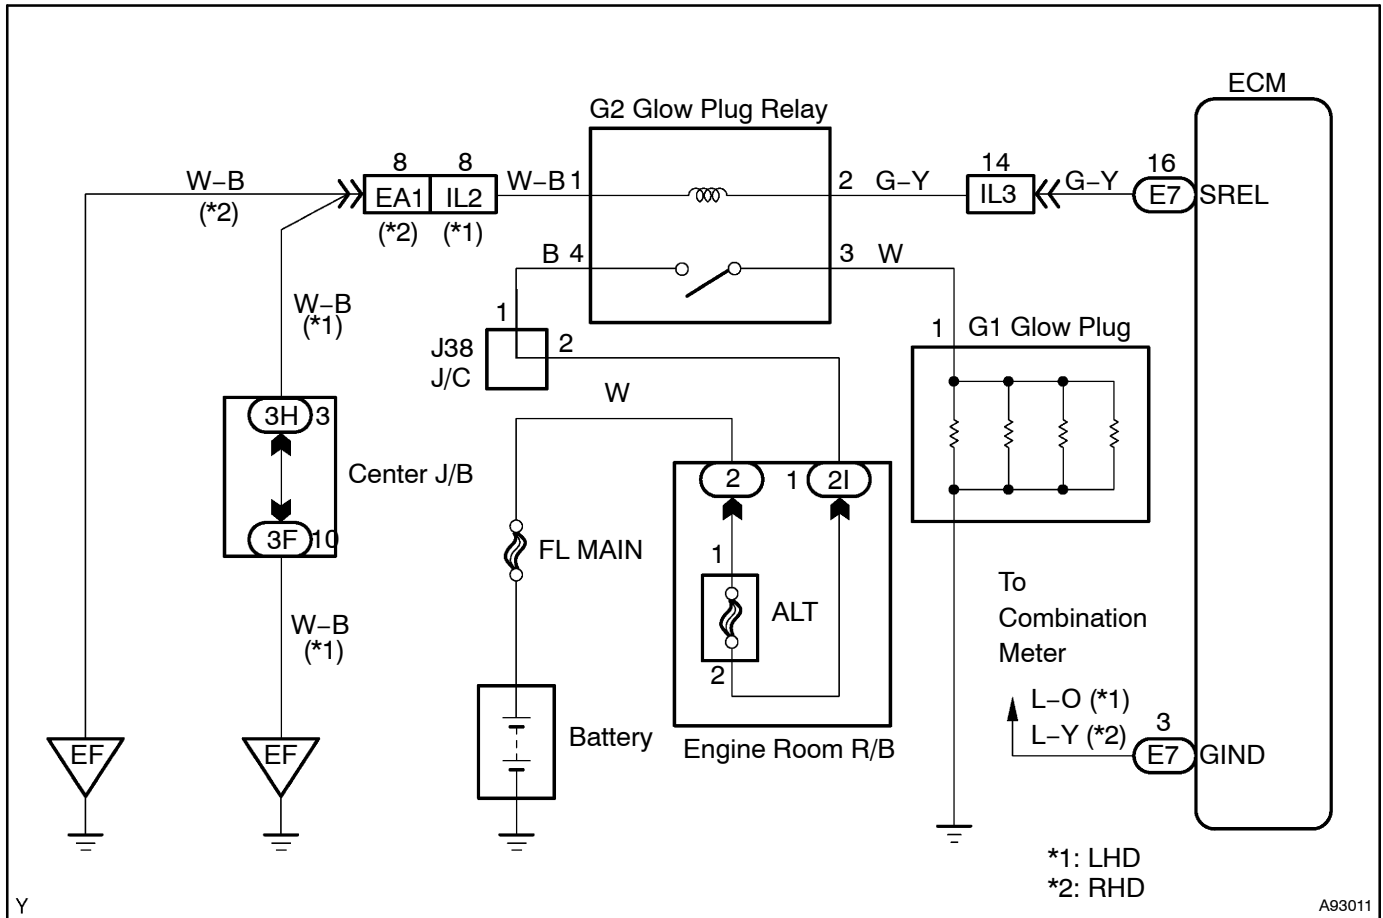 ECM
G2 Glow Plug Relay
8
8
14
16
W-B
(*2)
EA1
IL2
W-B
1
2
G-Y
IL3
G-Y
E7
SREL
(*2)
(*1)
B
4
3
W
W-B
(*1)
1
J38
J/C
2
1
G1 Glow Plug
W
3H
3
Center J/B
2
1
2I
3F
10
FL MAIN
1
ALT
2
To
Combination
Meter
W-B
(*1)
L-O (*1)
L-Y (*2)
3
E7
GIND
EF
EF
Battery
Engine Room R/B
*1: LHD
*2: RHD
Y
A93011